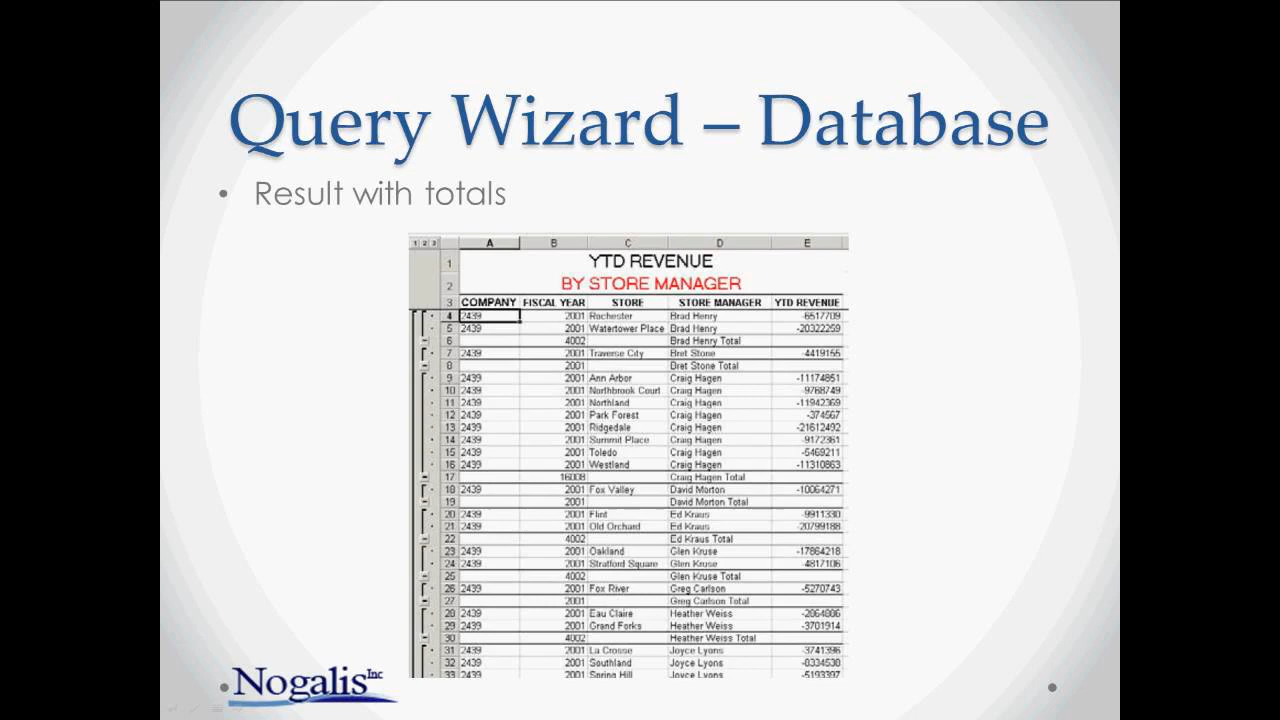 Query Wizard – Database
• Result with totals
1 2 3 A B C D E
1 YTD REVENUE
2 BY STORE MANAGER
3 COMPANY FISCAL YEAR STORE STORE MANAGER YTD REVENUE
4 2439 2001 Rochester Brad Henry -6517709
5 2439 2001 Watertower Place Brad Henry -20322259
6 4002 Brad Henry Total
7 2439 2001 Traverse City Bret Stone -4419155
8 2001 Bret Stone Total
9 2439 2001 Ann Arbor Craig Hagen -11174851
10 2439 2001 Northbrook Court Craig Hagen -9768749
11 2439 2001 Northland Craig Hagen -11942369
12 2439 2001 Park Forest Craig Hagen -374567
13 2439 2001 Ridgedale Craig Hagen -21612492
14 2439 2001 Summit Place Craig Hagen -9172361
15 2439 2001 Toledo Craig Hagen -5469211
16 2439 2001 Westland Craig Hagen -11310863
17 16008 Craig Hagen Total
18 2439 2001 Fox Valley David Morton -10064271
19 2001 David Morton Total
20 2439 2001 Flint Ed Kraus -9911330
21 2439 2001 Old Orchard Ed Kraus -20799188
22 4002 Ed Kraus Total
23 2439 2001 Oakland Glen Kruse -17864218
24 2439 2001 Stratford Square Glen Kruse -4817106
25 4002 Glen Kruse Total
26 2439 2001 Fox River Greg Carlson -5270743
27 2001 Greg Carlson Total
28 2439 2001 Eau Claire Heather Weiss -2864806
29 2439 2001 Grand Forks Heather Weiss -3701914
30 4002 Heather Weiss Total
31 2439 2001 La Crosse Joyce Lyons -3741396
32 2439 2001 Southland Joyce Lyons -8334538
33 2439 2001 Spring Hill Joyce Lyons -5193397
Nogalis Inc